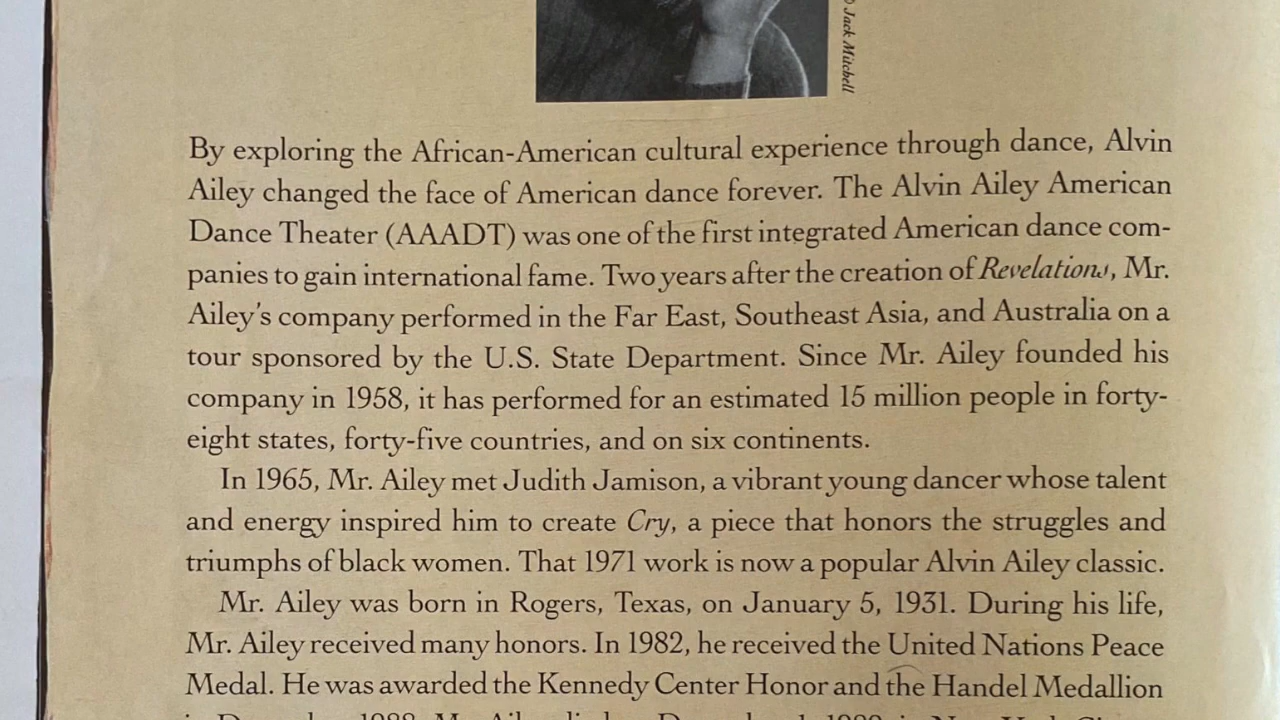 © Jack Mitchell
By exploring the African-American cultural experience through dance, Alvin
Ailey changed the face of American dance forever. The Alvin Ailey American
Dance Theater (AAADT) was one of the first integrated American dance com-
panies to gain international fame. Two years after the creation of Revelations, Mr.
Ailey's company performed in the Far East, Southeast Asia, and Australia on a
tour sponsored by the U.S. State Department. Since Mr. Ailey founded his
company in 1958, it has performed for an estimated 15 million people in forty-
eight states, forty-five countries, and on six continents.
In 1965, Mr. Ailey met Judith Jamison, a vibrant young dancer whose talent
and energy inspired him to create Cry, a piece that honors the struggles and
triumphs of black women. That 1971 work is now a popular Alvin Ailey classic.
Mr. Ailey was born in Rogers, Texas, on January 5, 1931. During his life,
Mr. Ailey received many honors. In 1982, he received the United Nations Peace
Medal. He was awarded the Kennedy Center Honor and the Handel Medallion